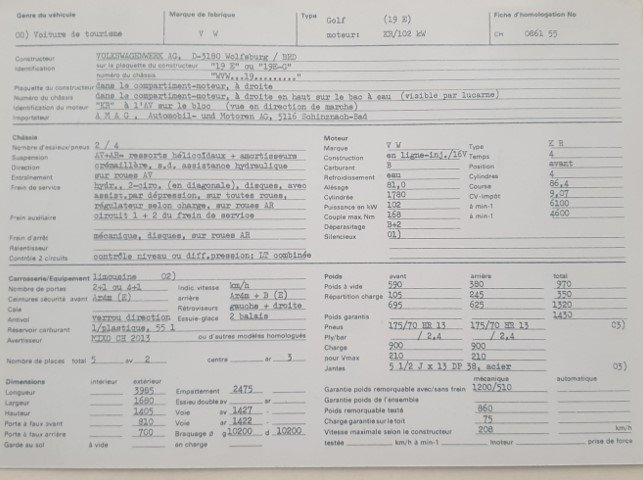 Genre du véhicule Marque de fabrique Type Golf (19 E) Fiche d'homologation No
00) Voiture de tourisme V W moteur: KR/102 kW CH 0861 55
Constructeur VOLKSWAGENWERK AG, D-3180 Wolfsburg / BRD
Identification sur la plaquette du constructeur "19 E" ou "19E-G"
numéro du châssis "WVW...19........."
Plaquette du constructeur dans le compartiment-moteur, à droite
Numéro du châssis dans le compartiment-moteur, à droite en haut sur le bac à eau (visible par lucarne)
Identification du moteur "KR" à l'AV sur le bloc (vue en direction de marche)
Importateur A M A G , Automobil- und Motoren AG, 5116 Schinznach-Bad
Châssis Moteur
Nombre d'essieux/pneus 2 / 4 Marque V W Type K R
Suspension AV+AR- ressorts hélicoïdaux + amortisseurs Construction en ligne-inj./16V Temps 4
Direction crémaillère, s.d. assistance hydraulique Carburant B Position avant
Entraînement sur roues AV Refroidissement eau Cylindres 4
Frein de service hydr., 2-circ. (en diagonale), disques, avec Alésage 81,0 Course 86,4
assist.par dépression, sur toutes roues, Cylindrée 1780 CV-impôt 9,07
régulateur selon charge, sur roues AR Puissance en kW 102 à min-1 6100
Frein auxiliaire circuit 1 + 2 du frein de service Couple max Nm 168 à min-1 4600
Déparasitage B+2
Frein d'arrêt mécanique, disques, sur roues AR Silencieux 01)
Ralentisseur
Contrôle 2 circuits contrôle niveau ou diff.pression: LT combinée
Carrosserie/Equipement limousine 02) Poids avant arrière total
Nombre de portes 2+1 ou 4+1 Indic vitesse km/h Poids à vide 590 380 970
Ceintures sécurité avant Ar4m (E) arrière Ar4m + B (E) Répartition charge 105 245 350
Cale Rétroviseurs gauche + droite 695 625 1320
Antivol verrou direction Essuie-glace 2 balais Poids garantis 1430
Réservoir carburant 1/plastique, 55 l Pneus 175/70 HR 13 175/70 HR 13 03)
Avertisseur MIXO CH 2013 ou d'autres modèles homologués Ply/bar / 2,4 / 2,4
Charge 900 900
Nombre de places total 5 av 2 centre ar 3 pour Vmax 210 210
Jantes 5 1/2 J x 13 DP 38, acier 03)
Dimensions intérieur extérieur mécanique automatique
Longueur 3985 Empattement 2475 Garantie poids remorquable avec/sans frein 1200/510
Largeur 1680 Essieu double av ar Garantie poids de l'ensemble
Hauteur 1405 Voie av 1427 Poids remorquable testé 860
Porte à faux avant 810 Voie ar 1422 Charge garantie sur le toit 75
Porte à faux arrière 700 Braquage Ø g 10200 d 10200 Vitesse maximale selon le constructeur 208 km/h
Garde au sol à vide en charge testée km/h à min-1 /moteur prise de force